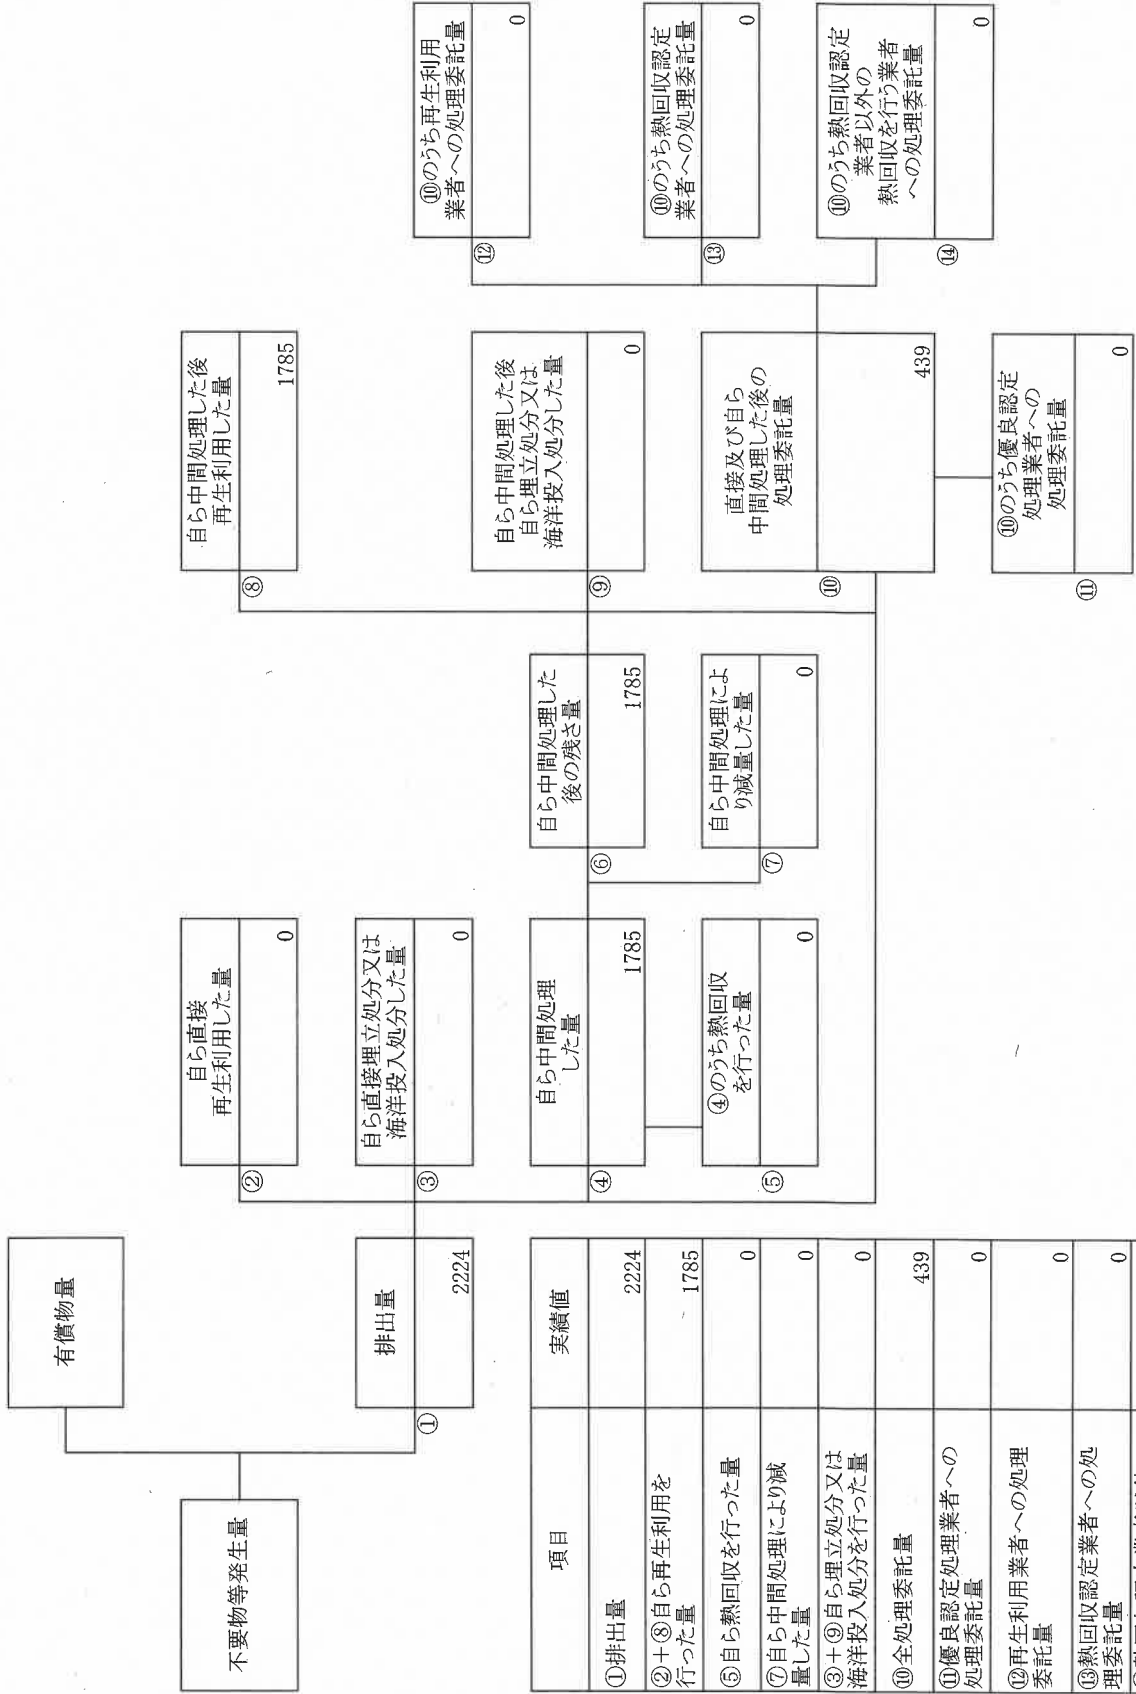 不要物等発生量
有償物量
排出量
①
2224
自ら直接
再生利用した量
②
0
自ら直接埋立処分又は
海洋投入処分した量
③
0
自ら中間処理
した量
④
1785
④のうち熱回収
を行った量
⑤
0
自ら中間処理した
後の残さ量
⑥
1785
自ら中間処理によ
り減量した量
⑦
0
自ら中間処理した後
再生利用した量
⑧
1785
自ら中間処理した後
自ら埋立処分又は
海洋投入処分した量
⑨
0
直接及び自ら
中間処理した後の
処理委託量
⑩
439
⑩のうち優良認定
処理業者への
処理委託量
⑪
0
⑩のうち再生利用
業者への処理委託量
⑫
0
⑩のうち熱回収認定
業者への処理委託量
⑬
0
⑩のうち熱回収認定
業者以外の
熱回収を行う業者
への処理委託量
⑭
0
項目 実績値
①排出量 2224
②+⑧自ら再生利用を
行った量 1785
⑤自ら熱回収を行った量 0
⑦自ら中間処理により減
量した量 0
③+⑨自ら埋立処分又は
海洋投入処分を行った量 0
⑩全処理委託量 439
⑪優良認定処理業者への
処理委託量 0
⑫再生利用業者への処理
委託量 0
⑬熱回収認定業者への処
理委託量 0